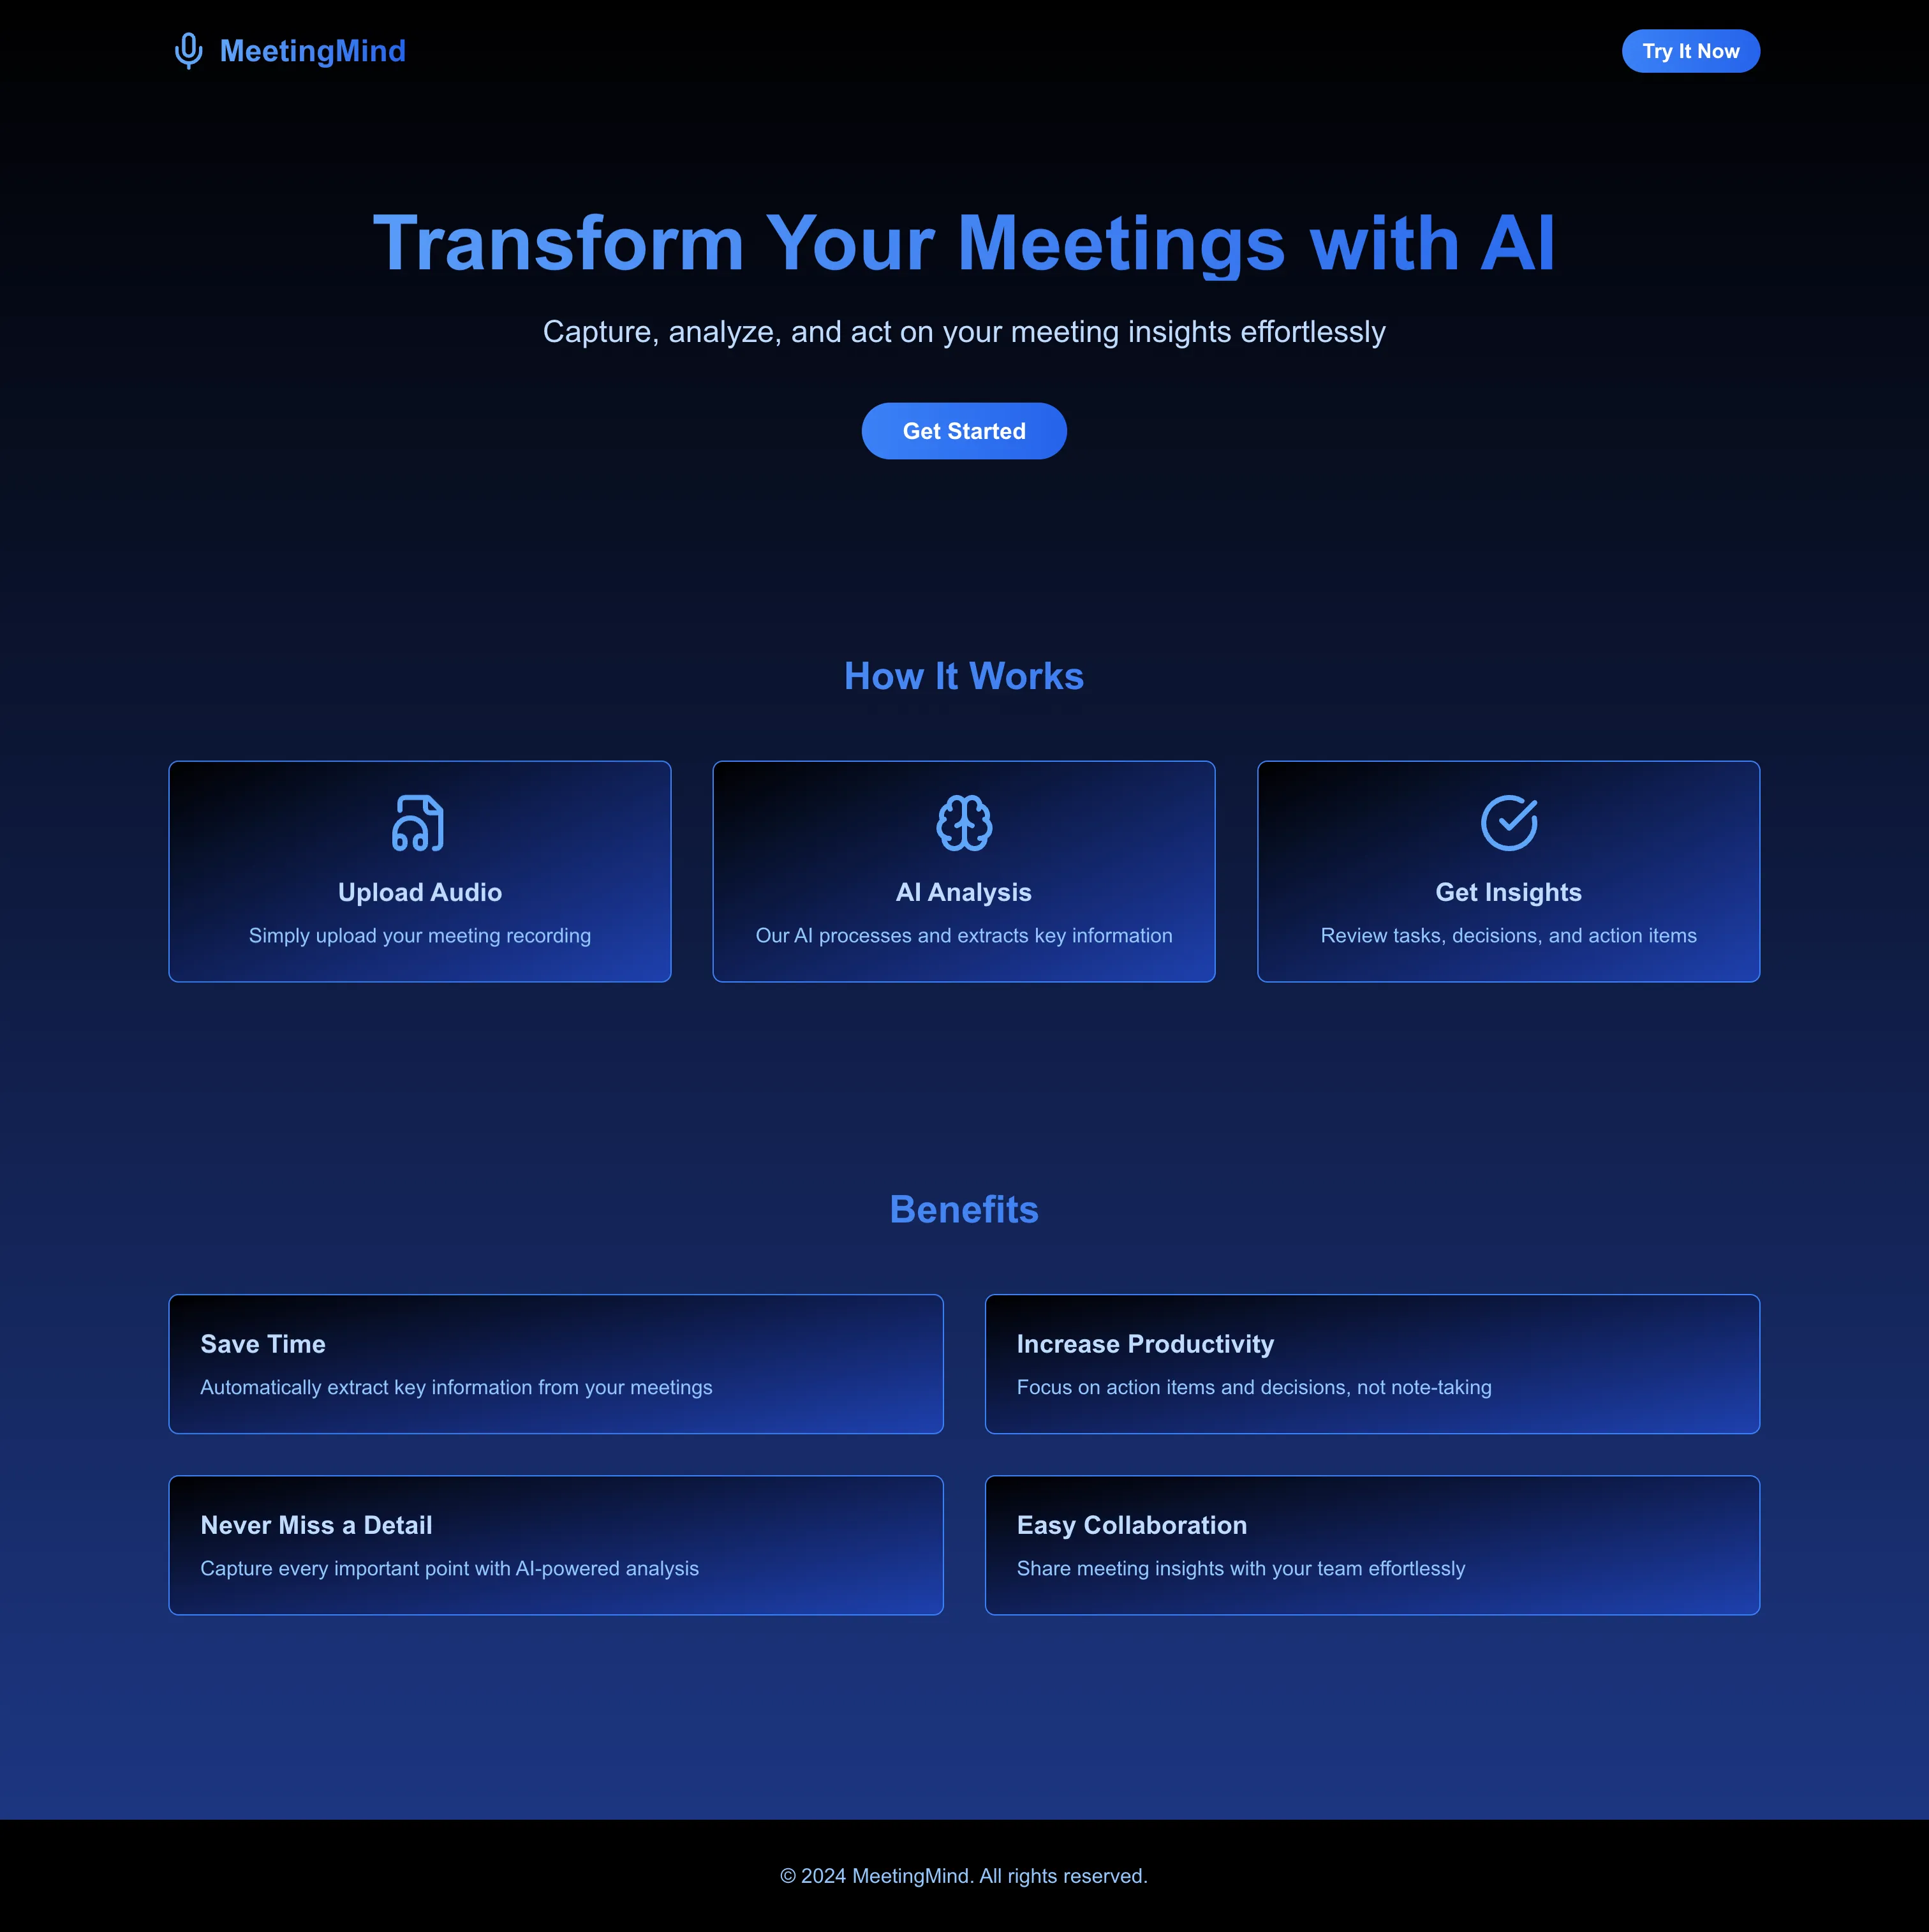 MeetingMind
Try It Now
Transform Your Meetings with AI
Capture, analyze, and act on your meeting insights effortlessly
Get Started
How It Works
Upload Audio
Simply upload your meeting recording
AI Analysis
Our AI processes and extracts key information
Get Insights
Review tasks, decisions, and action items
Benefits
Save Time
Automatically extract key information from your meetings
Increase Productivity
Focus on action items and decisions, not note-taking
Never Miss a Detail
Capture every important point with AI-powered analysis
Easy Collaboration
Share meeting insights with your team effortlessly
© 2024 MeetingMind. All rights reserved.